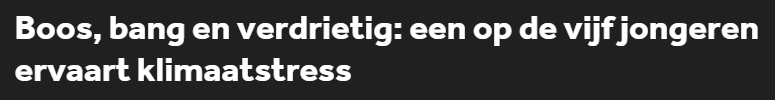 Boos, bang en verdrietig: een op de vijf jongeren
ervaart klimaatstress